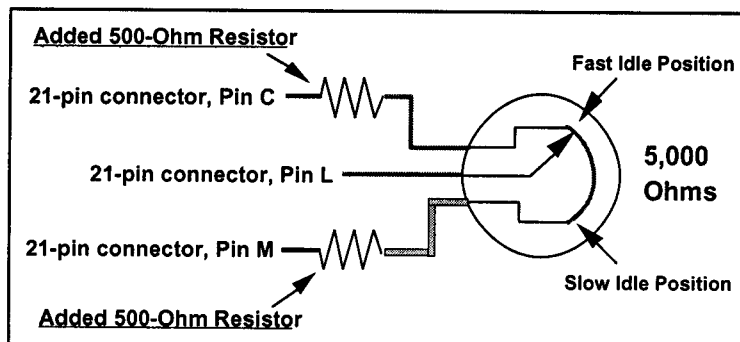 Added 500-Ohm Resistor
Fast Idle Position
21-pin connector, Pin C
5,000
Ohms
21-pin connector, Pin L
21-pin connector, Pin M
Slow Idle Position
Added 500-Ohm Resistor